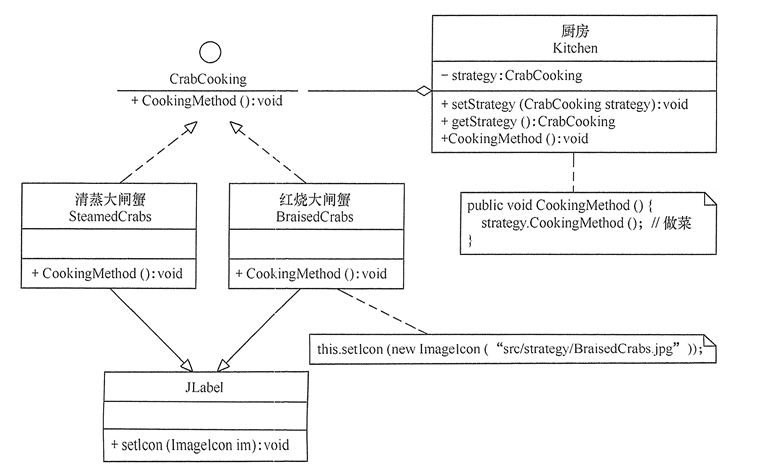 CrabCooking
+ CookingMethod ():void
厨房
Kitchen
- strategy:CrabCooking
+ setStrategy (CrabCooking strategy):void
+ getStrategy ():CrabCooking
+CookingMethod ():void
清蒸大闸蟹
SteamedCrabs
+ CookingMethod ():void
红烧大闸蟹
BraisedCrabs
+ CookingMethod ():void
public void CookingMethod () {
strategy.CookingMethod (); // 做菜
}
this.setIcon (new ImageIcon (“src/strategy/BraisedCrabs.jpg”));
JLabel
+ setIcon (ImageIcon im):void